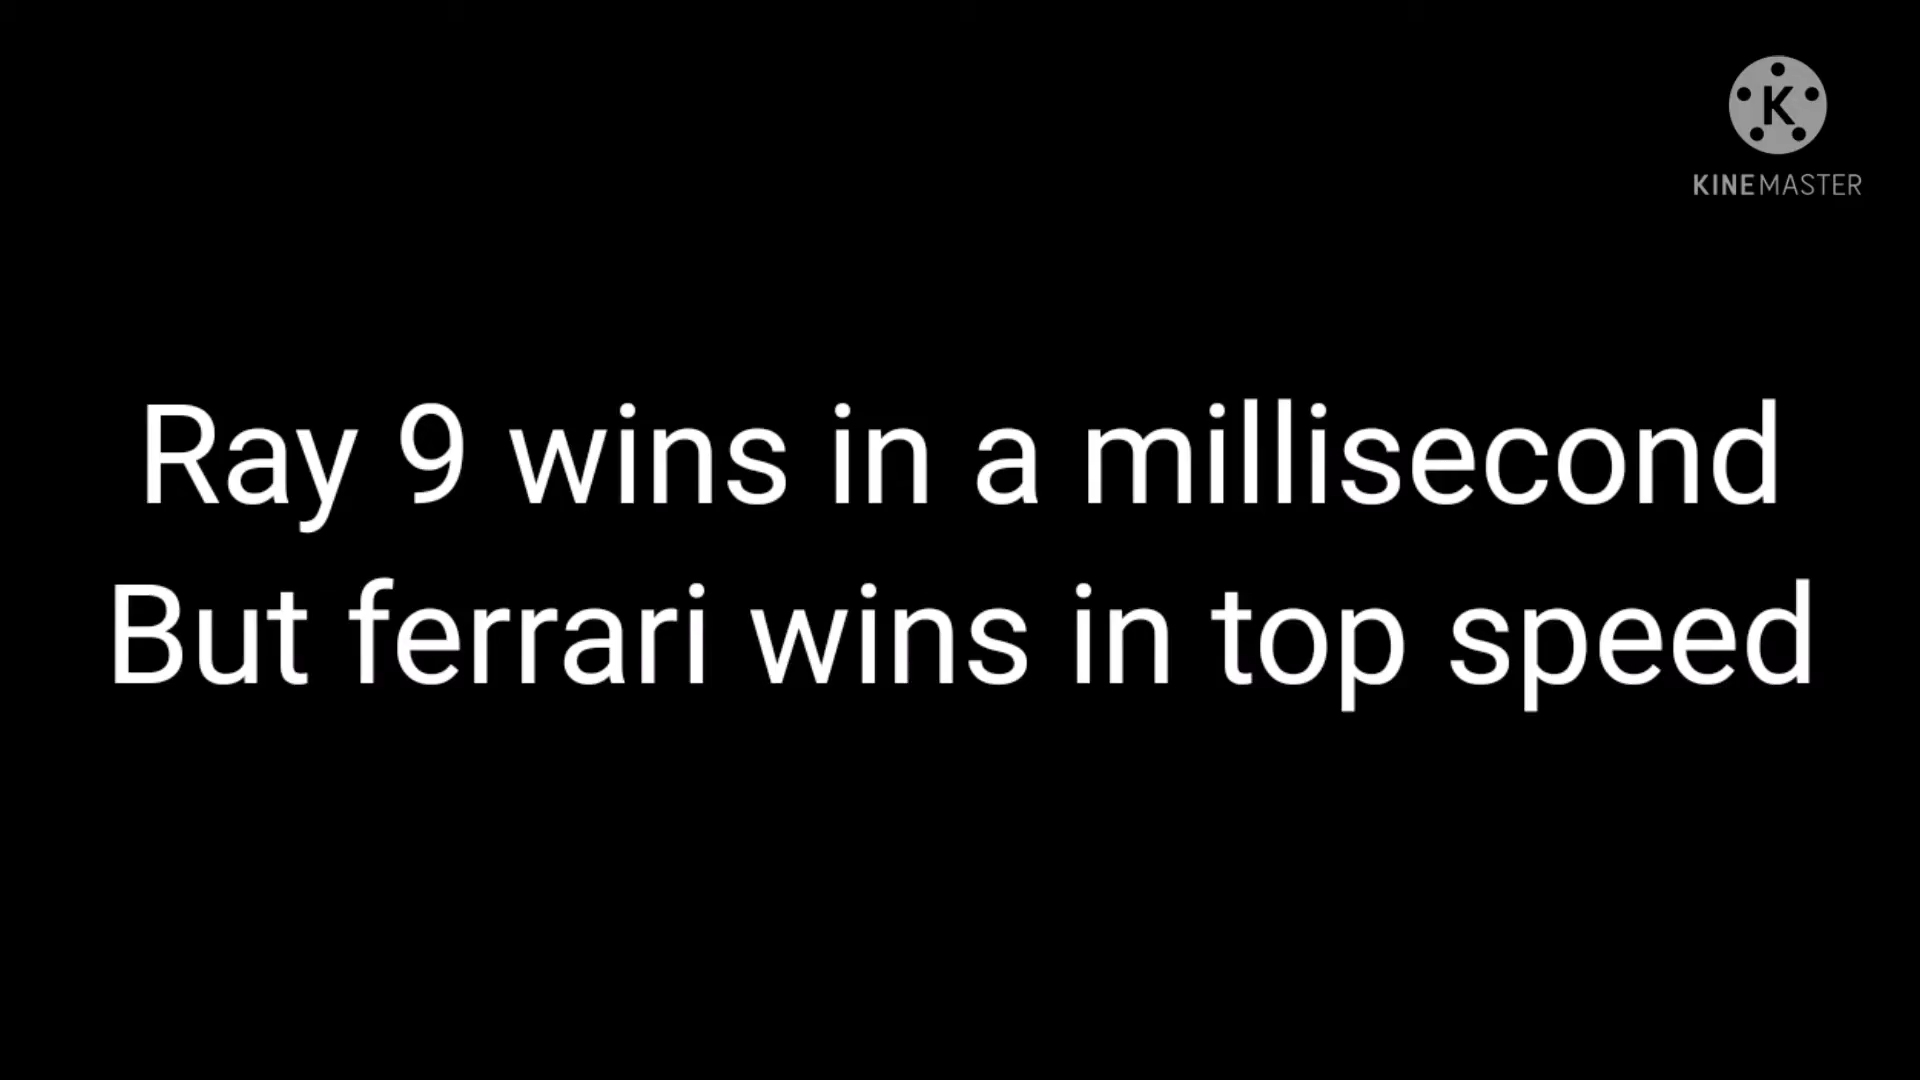 K
KINEMASTER
Ray 9 wins in a millisecond
But ferrari wins in top speed